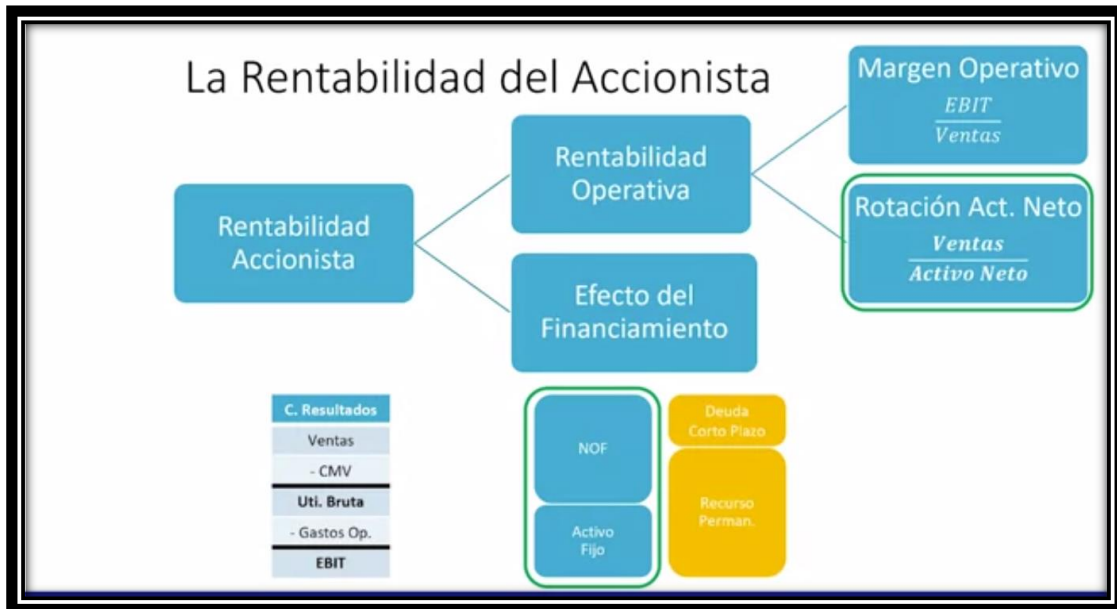 La Rentabilidad del Accionista
Rentabilidad
Accionista
Rentabilidad
Operativa
Efecto del
Financiamiento
Margen Operativo
EBIT
Ventas
Rotación Act. Neto
Ventas
Activo Neto
C. Resultados
Ventas
- CMV
Uti. Bruta
- Gastos Op.
EBIT
NOF
Activo
Fijo
Deuda
Corto Plazo
Recurso
Perman.